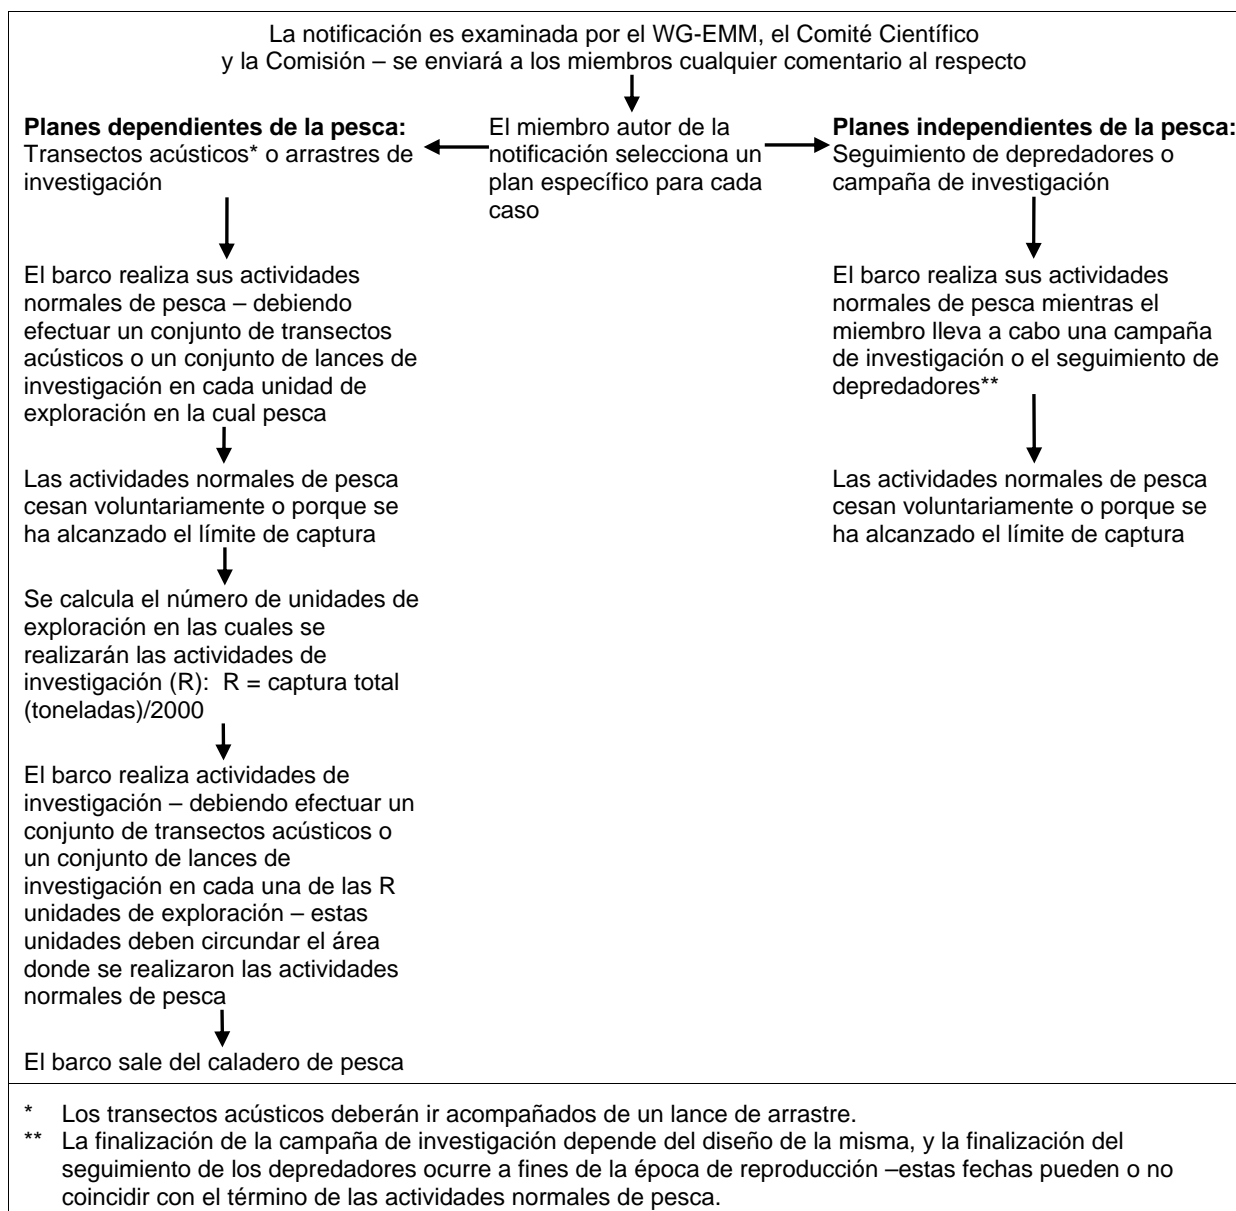 La notificación es examinada por el WG-EMM, el Comité Científico
y la Comisión – se enviará a los miembros cualquier comentario al respecto
Planes dependientes de la pesca:
Transectos acústicos* o arrastres de
investigación
El miembro autor de la
notificación selecciona un
plan específico para cada
caso
Planes independientes de la pesca:
Seguimiento de depredadores o
campaña de investigación
El barco realiza sus actividades
normales de pesca – debiendo
efectuar un conjunto de transectos
acústicos o un conjunto de lances de
investigación en cada unidad de
exploración en la cual pesca
El barco realiza sus actividades
normales de pesca mientras el
miembro lleva a cabo una campaña
de investigación o el seguimiento de
depredadores**
Las actividades normales de pesca
cesan voluntariamente o porque se
ha alcanzado el límite de captura
Las actividades normales de pesca
cesan voluntariamente o porque se
ha alcanzado el límite de captura
Se calcula el número de unidades de
exploración en las cuales se
realizarán las actividades de
investigación (R): R = captura total
(toneladas)/2000
El barco realiza actividades de
investigación – debiendo efectuar un
conjunto de transectos acústicos o
un conjunto de lances de
investigación en cada una de las R
unidades de exploración – estas
unidades deben circundar el área
donde se realizaron las actividades
normales de pesca
El barco sale del caladero de pesca
* Los transectos acústicos deberán ir acompañados de un lance de arrastre.
** La finalización de la campaña de investigación depende del diseño de la misma, y la finalización del
seguimiento de los depredadores ocurre a fines de la época de reproducción –estas fechas pueden o no
coincidir con el término de las actividades normales de pesca.